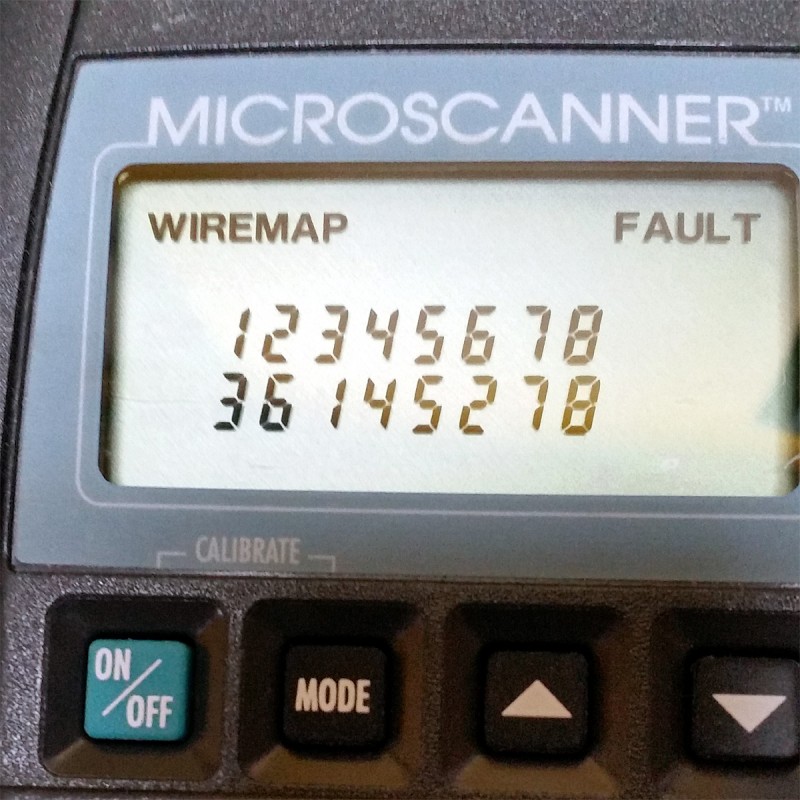 MICROSCANNER™
WIREMAP FAULT
12345678
36145278
CALIBRATE
ON/OFF MODE